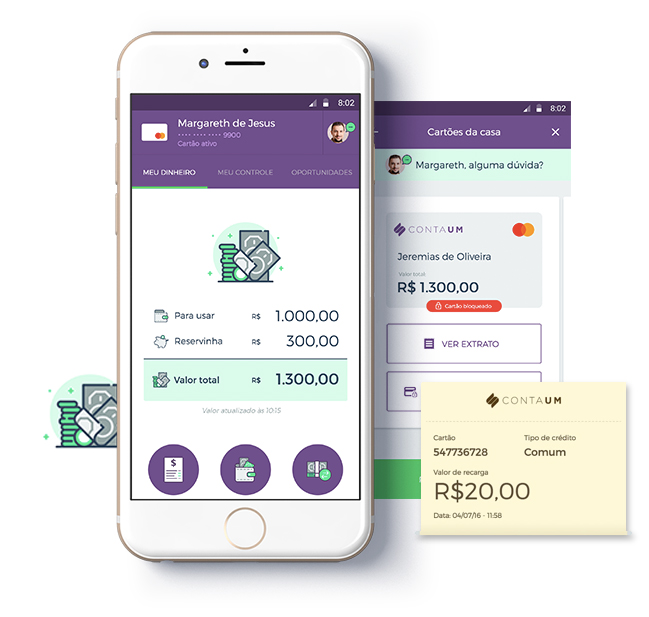 8:02
Margareth de Jesus
•••• •••• •••• 9900
Cartão ativo
MEU DINHEIRO
MEU CONTROLE
OPORTUNIDADES
Para usar R$ 1.000,00
Reservinha R$ 300,00
Valor total R$ 1.300,00
Valor atualizado às 10:15
$
8:02
Cartões da casa
Margareth, alguma dúvida?
CONTAUM
Jeremias de Oliveira
Valor total
R$ 1.300,00
Cartão bloqueado
VER EXTRATO
CONTAUM
Cartão
547736728
Tipo de crédito
Comum
Valor de recarga
R$20,00
Data: 04/07/16 - 11:58